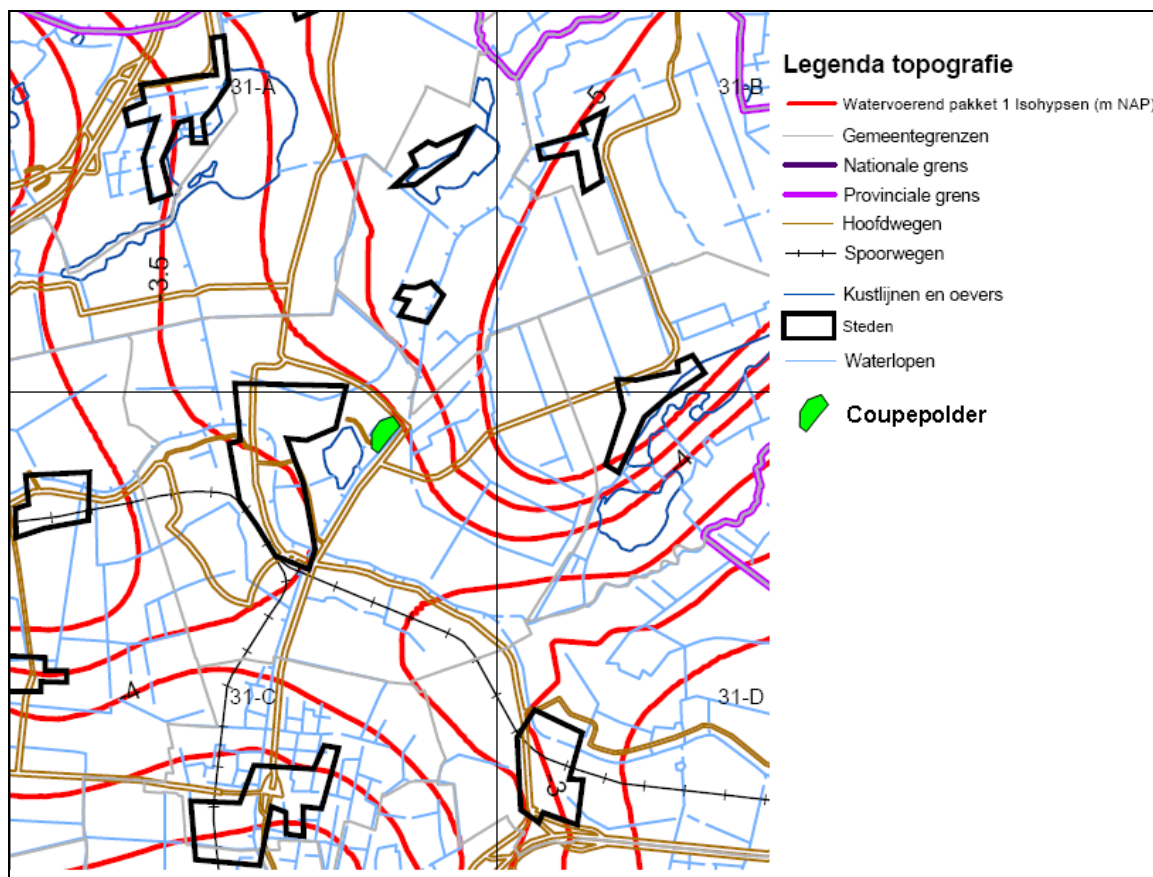 31-A
31-B
-5
-3.5
-4
31-C
31-D
-4
-3
Legenda topografie
Watervoerend pakket 1 Isohypsen (m NAP)
Gemeentegrenzen
Nationale grens
Provinciale grens
Hoofdwegen
Spoorwegen
Kustlijnen en oevers
Steden
Waterlopen
Coupepolder